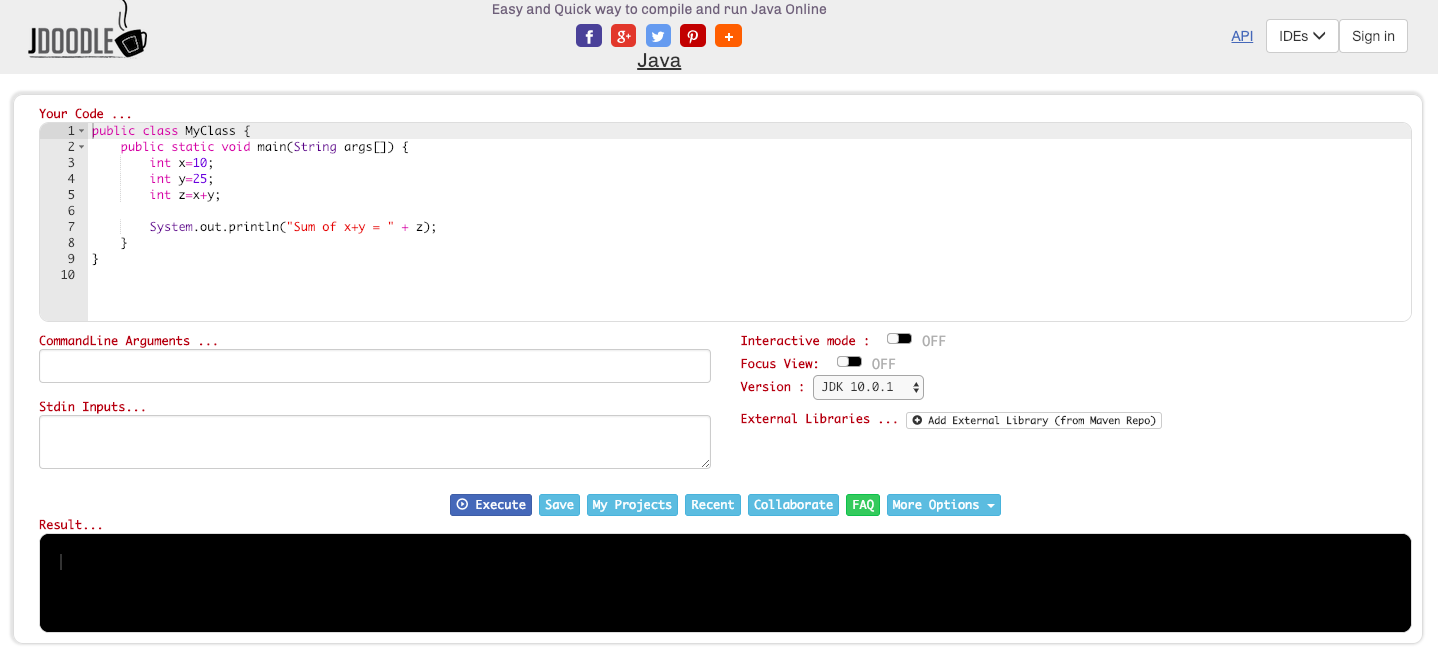 Easy and Quick way to compile and run Java Online
JDOODLE
f g+ p +
API IDEs Sign in
Java
Your Code ...
1 public class MyClass {
2     public static void main(String args[]) {
3         int x=10;
4         int y=25;
5         int z=x+y;
6
7         System.out.println("Sum of x+y = " + z);
8     }
9 }
10
CommandLine Arguments ...
Interactive mode : OFF
Focus View: OFF
Version : JDK 10.0.1
Stdin Inputs...
External Libraries ... Add External Library (from Maven Repo)
Execute Save My Projects Recent Collaborate FAQ More Options
Result...